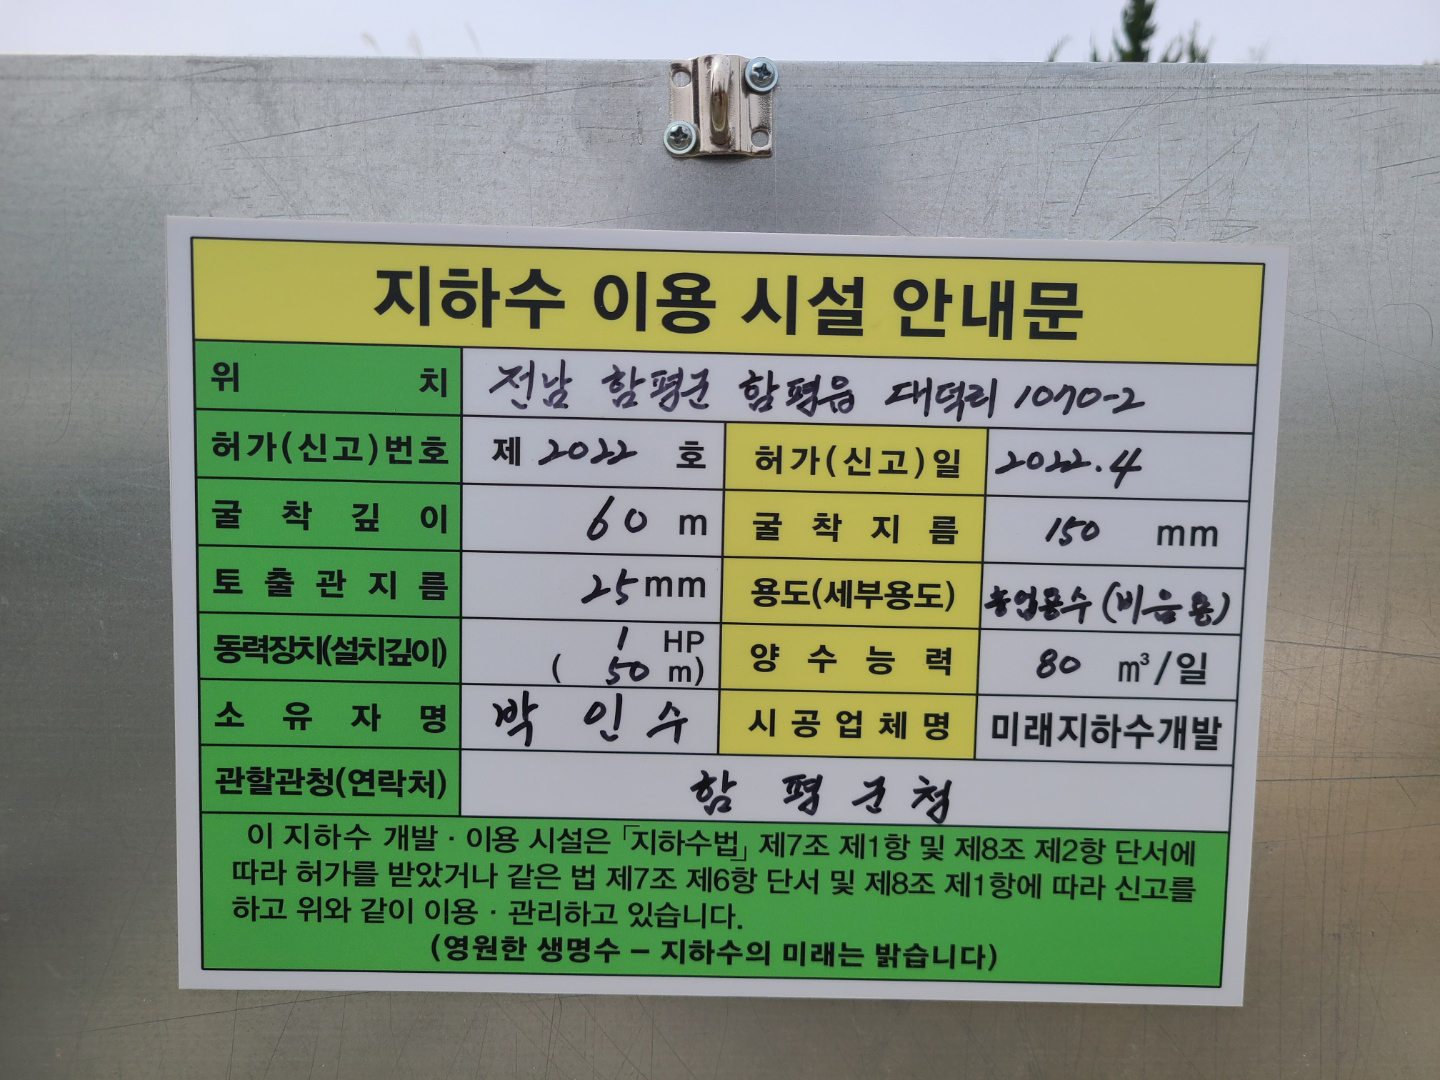 지하수 이용 시설 안내문
위 치 전남 함평군 함평읍 대덕리 1070-2
허가(신고)번호 제 2022 호 허가(신고)일 2022.4
굴착깊이 60 m 굴착지름 150 mm
토출관지름 25 mm 용도(세부용도) 농업용수(비음용)
동력장치(설치깊이) 1 HP ( 50 m) 양수능력 80 m³/일
소유자명 박인수 시공업체명 미래지하수개발
관할관청(연락처) 함평군청
이 지하수 개발·이용 시설은「지하수법」제7조 제1항 및 제8조 제2항 단서에
따라 허가를 받았거나 같은 법 제7조 제6항 단서 및 제8조 제1항에 따라 신고를
하고 위와 같이 이용·관리하고 있습니다.
(영원한 생명수 – 지하수의 미래는 밝습니다)